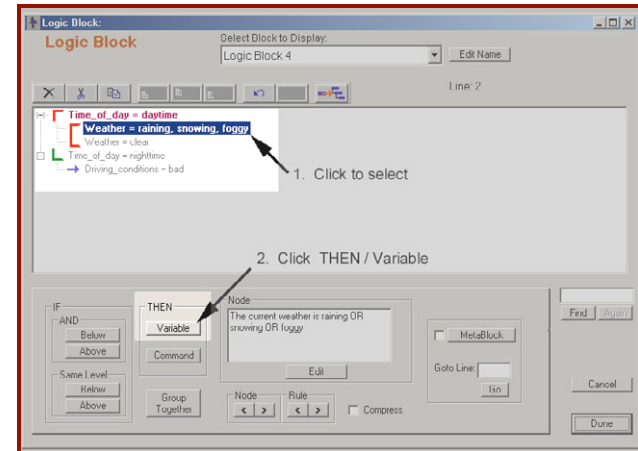 Logic Block:
Logic Block
Select Block to Display:
Logic Block 4
Edit Name
Line: 2
Time_of_day = daytime
Weather = raining, snowing, foggy
Weather = clear
Time_of_day = nighttime
Driving_conditions = bad
1. Click to select
2. Click THEN / Variable
IF
AND
Below
Above
Same Level
Below
Above
THEN
Variable
Command
Group
Together
Node
The current weather is raining OR
snowing OR foggy
Edit
Node
< >
Rule
< >
Compress
MetaBlock
Goto Line:
Go
Find
Again
Cancel
Done